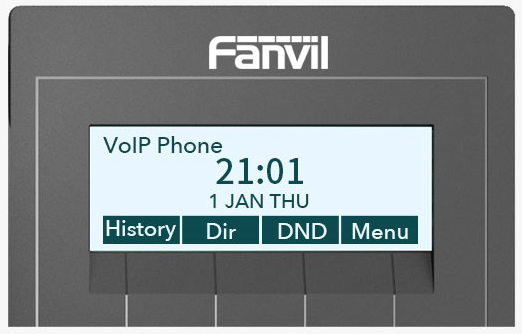 Fanvil
VoIP Phone
21:01
1 JAN THU
History Dir DND Menu